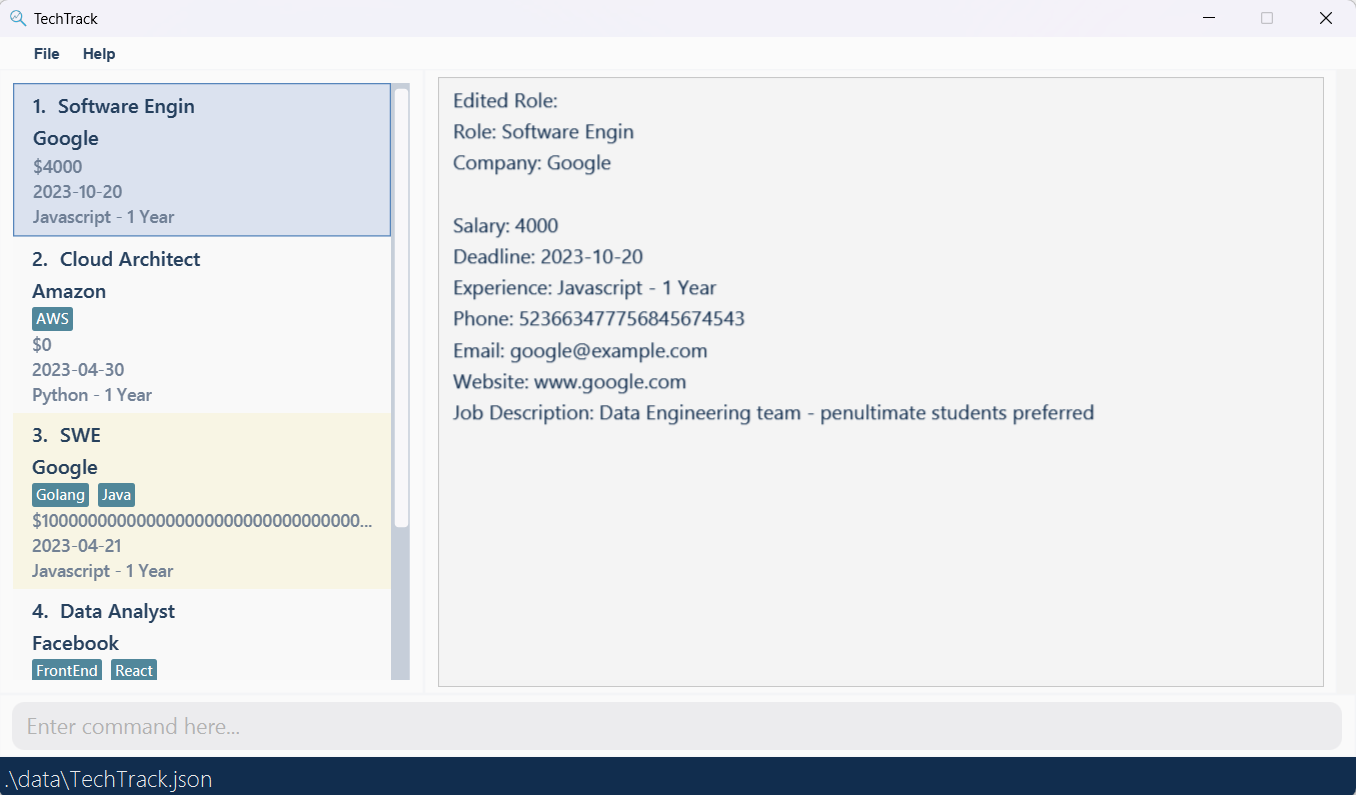 TechTrack
File Help
1. Software Engin
Google
$4000
2023-10-20
Javascript - 1 Year
2. Cloud Architect
Amazon
AWS
$0
2023-04-30
Python - 1 Year
3. SWE
Google
Golang Java
$10000000000000000000000000000000...
2023-04-21
Javascript - 1 Year
4. Data Analyst
Facebook
FrontEnd React
Edited Role:
Role: Software Engin
Company: Google
Salary: 4000
Deadline: 2023-10-20
Experience: Javascript - 1 Year
Phone: 523663477756845674543
Email: google@example.com
Website: www.google.com
Job Description: Data Engineering team - penultimate students preferred
Enter command here...
.\data\TechTrack.json